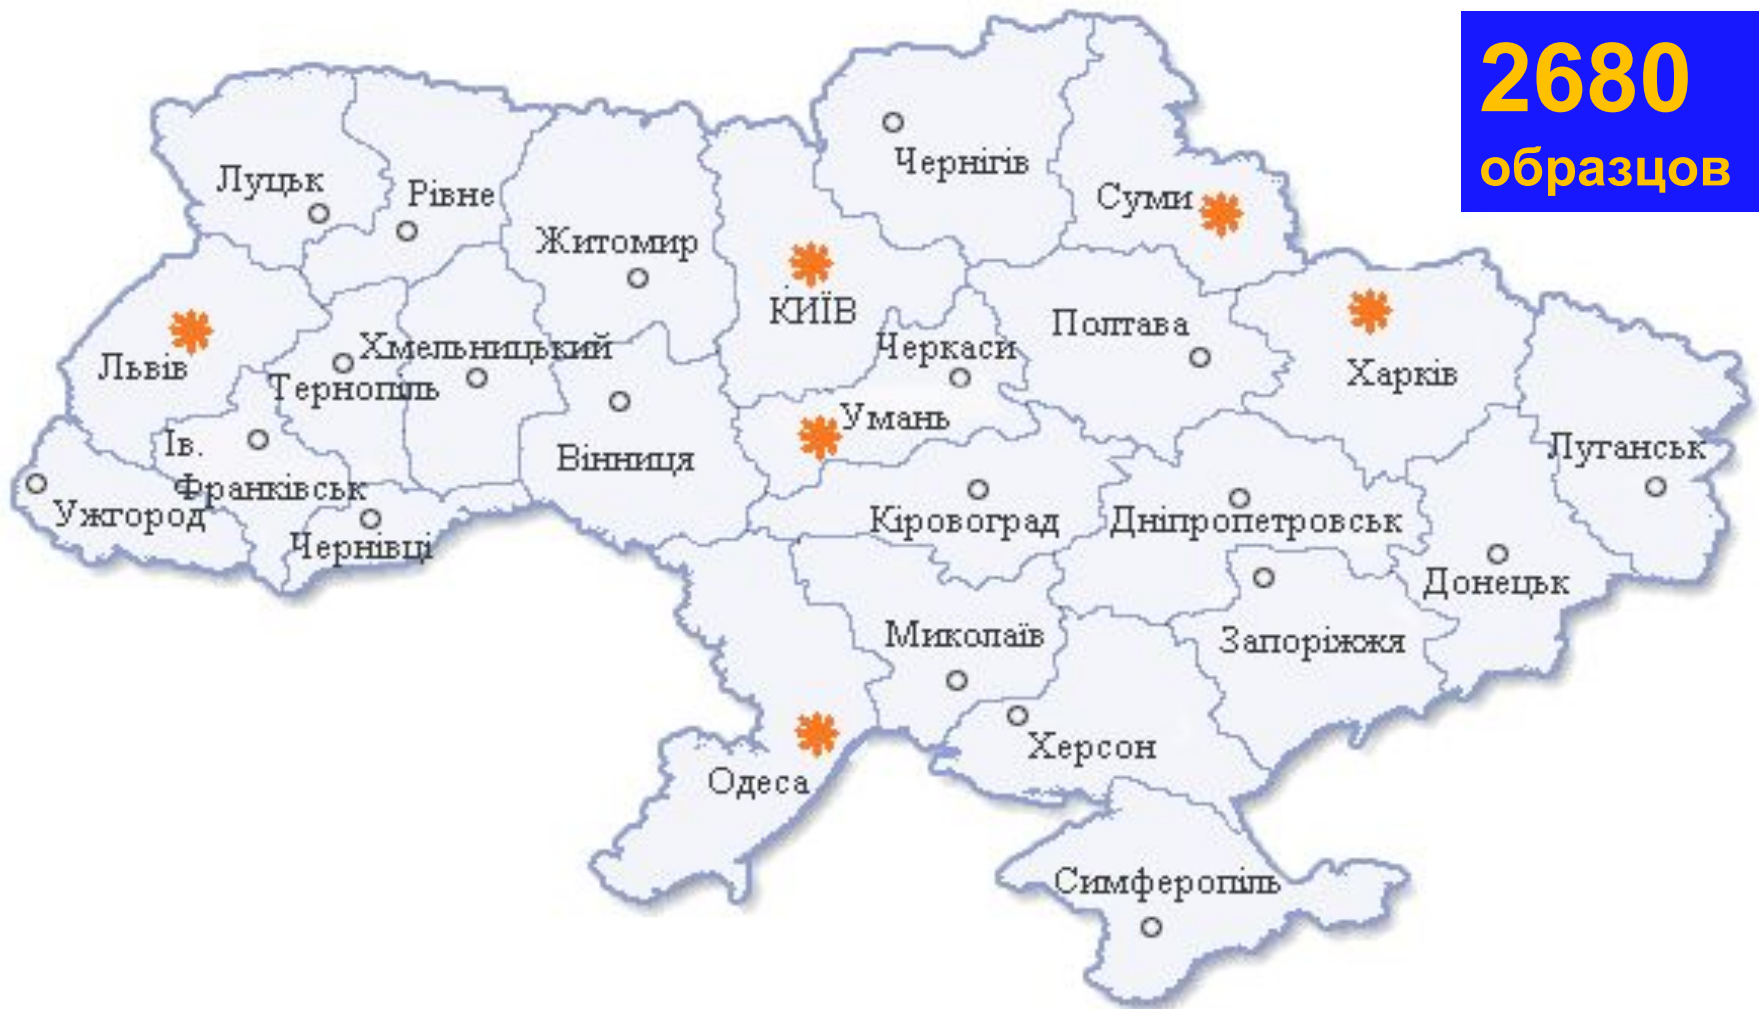 2680
образцов
Чернігів
Луцьк
Рівне
Суми
Житомир
КИЇВ
Полтава
Хмельницький
Черкаси
Львів
Тернопіль
Харків
Умань
Ів.
Франківськ
Вінниця
Луганськ
Ужгород
Кіровоград
Дніпропетровськ
Чернівці
Донецьк
Миколаїв
Запоріжжя
Херсон
Одеса
Симферопіль